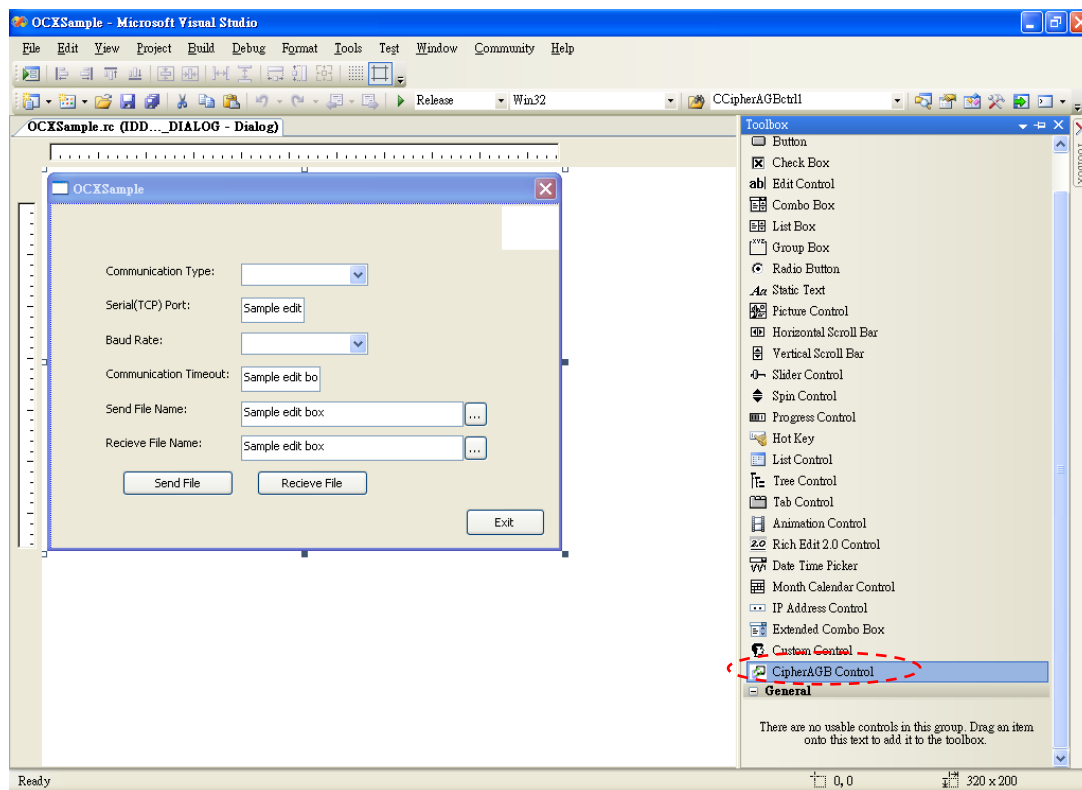 OCXSample - Microsoft Visual Studio
File Edit View Project Build Debug Format Tools Test Window Community Help
Release Win32 CCipherAGBctrl1
OCXSample.rc (IDD..._DIALOG - Dialog)
OCXSample
Communication Type:
Serial(TCP) Port: Sample edit
Baud Rate:
Communication Timeout: Sample edit bo
Send File Name: Sample edit box ...
Recieve File Name: Sample edit box ...
Send File Recieve File
Exit
Toolbox
Button
Check Box
ab| Edit Control
Combo Box
List Box
XYZ Group Box
Radio Button
Aa Static Text
Picture Control
Horizontal Scroll Bar
Vertical Scroll Bar
Slider Control
Spin Control
Progress Control
Hot Key
List Control
Tree Control
Tab Control
Animation Control
2.0 Rich Edit 2.0 Control
Date Time Picker
Month Calendar Control
IP Address Control
Extended Combo Box
Custom Control
CipherAGB Control
General
There are no usable controls in this group. Drag an item
onto this text to add it to the toolbox.
Toolbox
Ready 0, 0 320 x 200